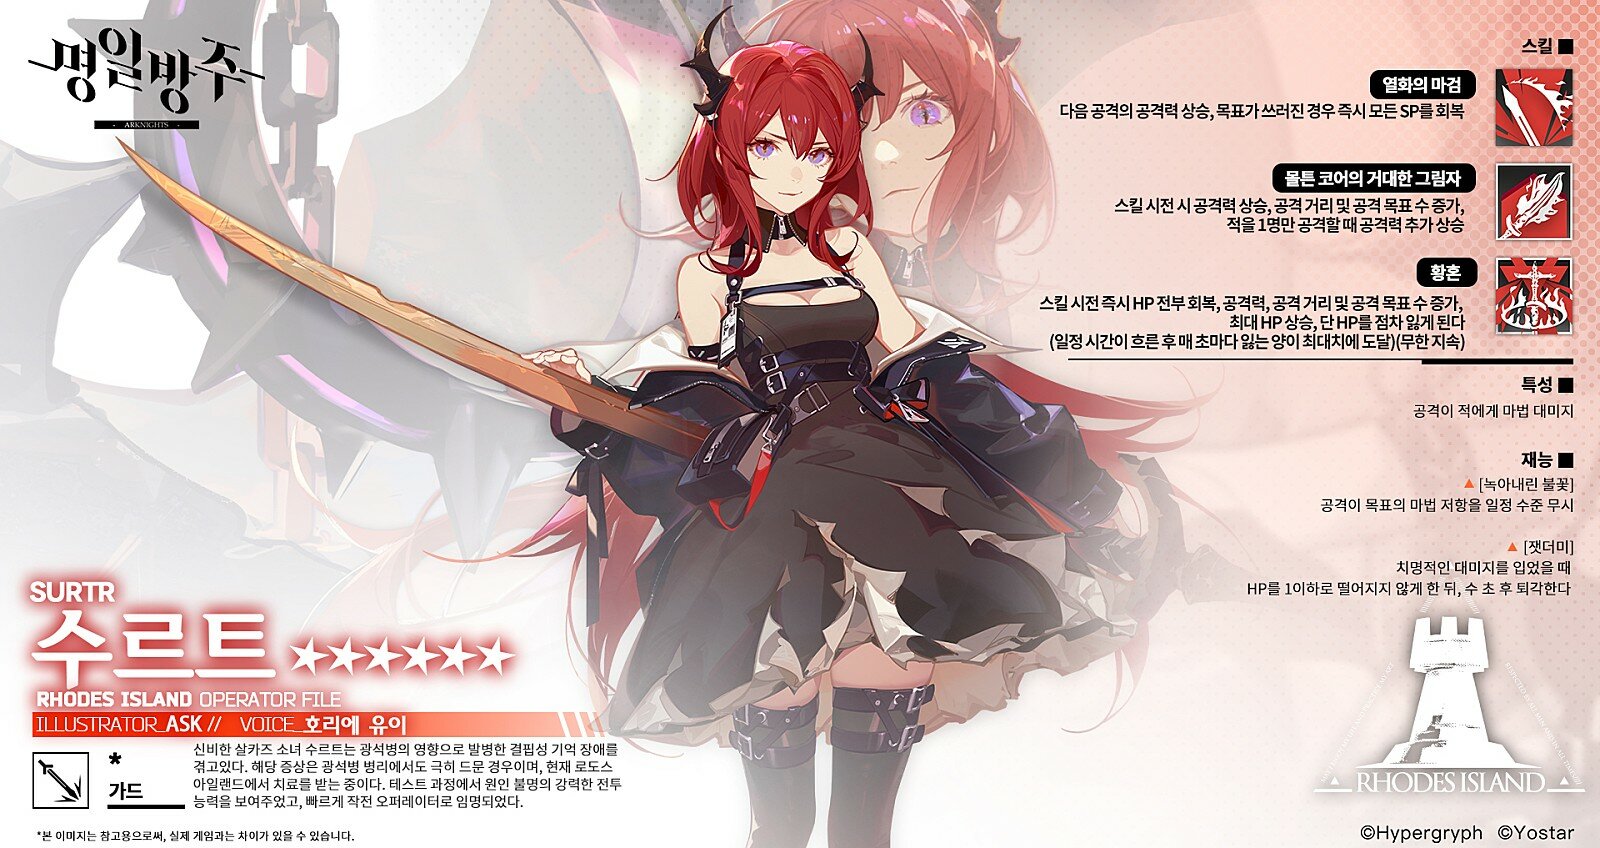 명일방주
ARKNIGHTS
스킬
열화의 마검
다음 공격의 공격력 상승, 목표가 쓰러진 경우 즉시 모든 SP를 회복
몰튼 코어의 거대한 그림자
스킬 시전 시 공격력 상승, 공격 거리 및 공격 목표 수 증가,
적을 1명만 공격할 때 공격력 추가 상승
황혼
스킬 시전 즉시 HP 전부 회복, 공격력, 공격 거리 및 공격 목표 수 증가,
최대 HP 상승, 단 HP를 점차 잃게 된다
(일정 시간이 흐른 후 매 초마다 잃는 양이 최대치에 도달)(무한 지속)
특성
공격이 적에게 마법 대미지
재능
[녹아내린 불꽃]
공격이 목표의 마법 저항을 일정 수준 무시
[잿더미]
치명적인 대미지를 입었을 때
HP를 1이하로 떨어지지 않게 한 뒤, 수 초 후 퇴각한다
SURTR
수르트 ★★★★★★
RHODES ISLAND OPERATOR FILE
ILLUSTRATOR_ASK // VOICE_호리에 유이
*
가드
신비한 살카즈 소녀 수르트는 광석병의 영향으로 발병한 결핍성 기억 장애를
겪고있다. 해당 증상은 광석병 병리에서도 극히 드문 경우이며, 현재 로도스
아일랜드에서 치료를 받는 중이다. 테스트 과정에서 원인 불명의 강력한 전투
능력을 보여주었고, 빠르게 작전 오퍼레이터로 임명되었다.
*본 이미지는 참고용으로써, 실제 게임과는 차이가 있을 수 있습니다.
RHODES ISLAND
©Hypergryph ©Yostar